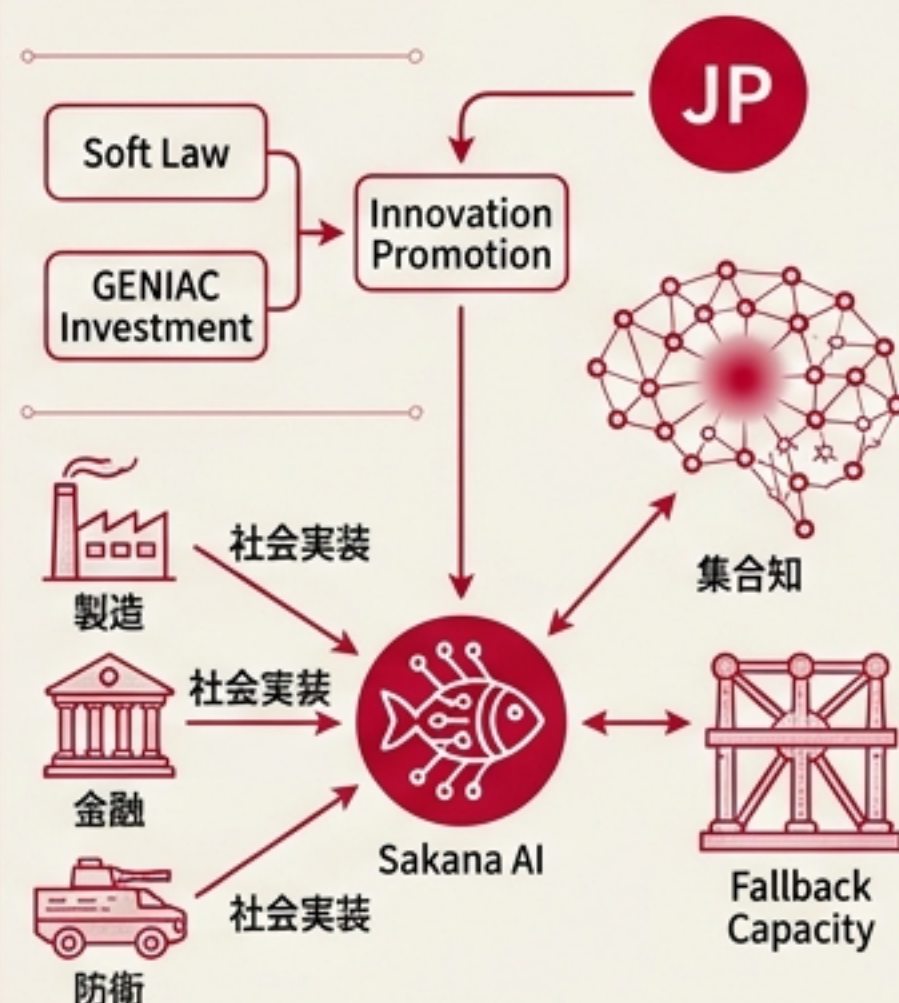 JP
Soft Law
Innovation
Promotion
GENIAC
Investment
社会実装
製造
集合知
社会実装
金融
Sakana AI
社会実装
Fallback
Capacity
防衛